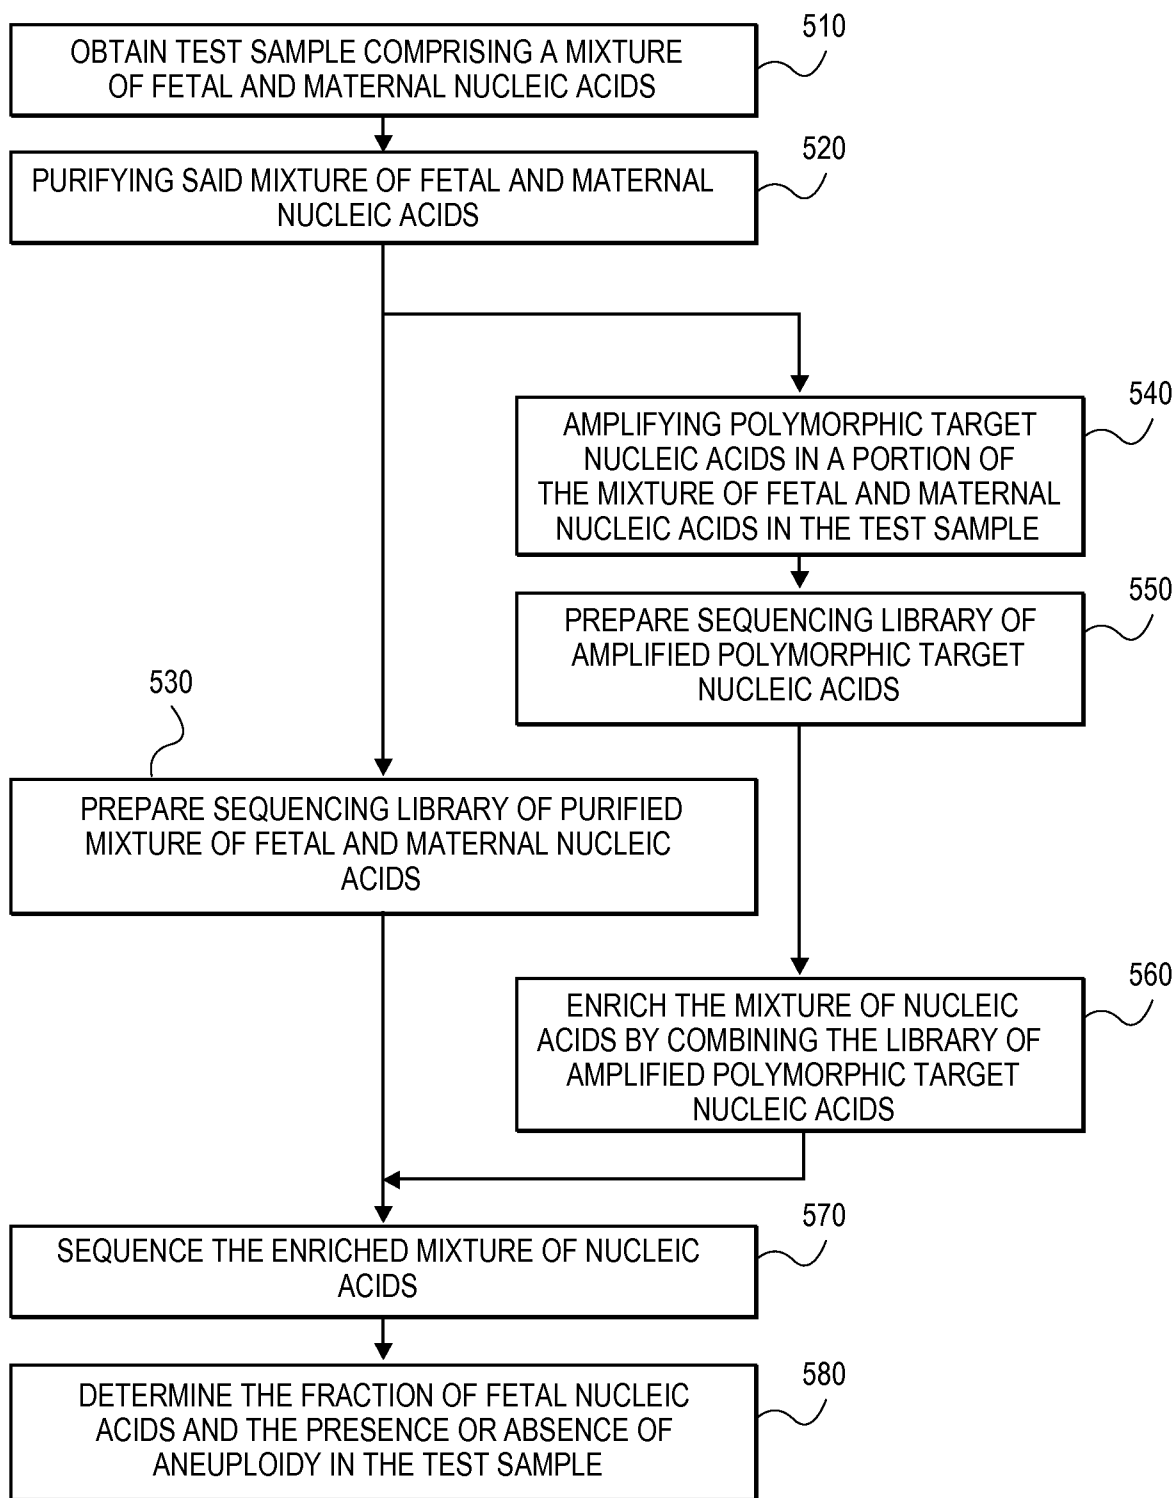 510
OBTAIN TEST SAMPLE COMPRISING A MIXTURE
OF FETAL AND MATERNAL NUCLEIC ACIDS
520
PURIFYING SAID MIXTURE OF FETAL AND MATERNAL
NUCLEIC ACIDS
540
AMPLIFYING POLYMORPHIC TARGET
NUCLEIC ACIDS IN A PORTION OF
THE MIXTURE OF FETAL AND MATERNAL
NUCLEIC ACIDS IN THE TEST SAMPLE
550
PREPARE SEQUENCING LIBRARY OF
AMPLIFIED POLYMORPHIC TARGET
NUCLEIC ACIDS
530
PREPARE SEQUENCING LIBRARY OF PURIFIED
MIXTURE OF FETAL AND MATERNAL NUCLEIC
ACIDS
560
ENRICH THE MIXTURE OF NUCLEIC
ACIDS BY COMBINING THE LIBRARY OF
AMPLIFIED POLYMORPHIC TARGET
NUCLEIC ACIDS
570
SEQUENCE THE ENRICHED MIXTURE OF NUCLEIC
ACIDS
580
DETERMINE THE FRACTION OF FETAL NUCLEIC
ACIDS AND THE PRESENCE OR ABSENCE OF
ANEUPLOIDY IN THE TEST SAMPLE